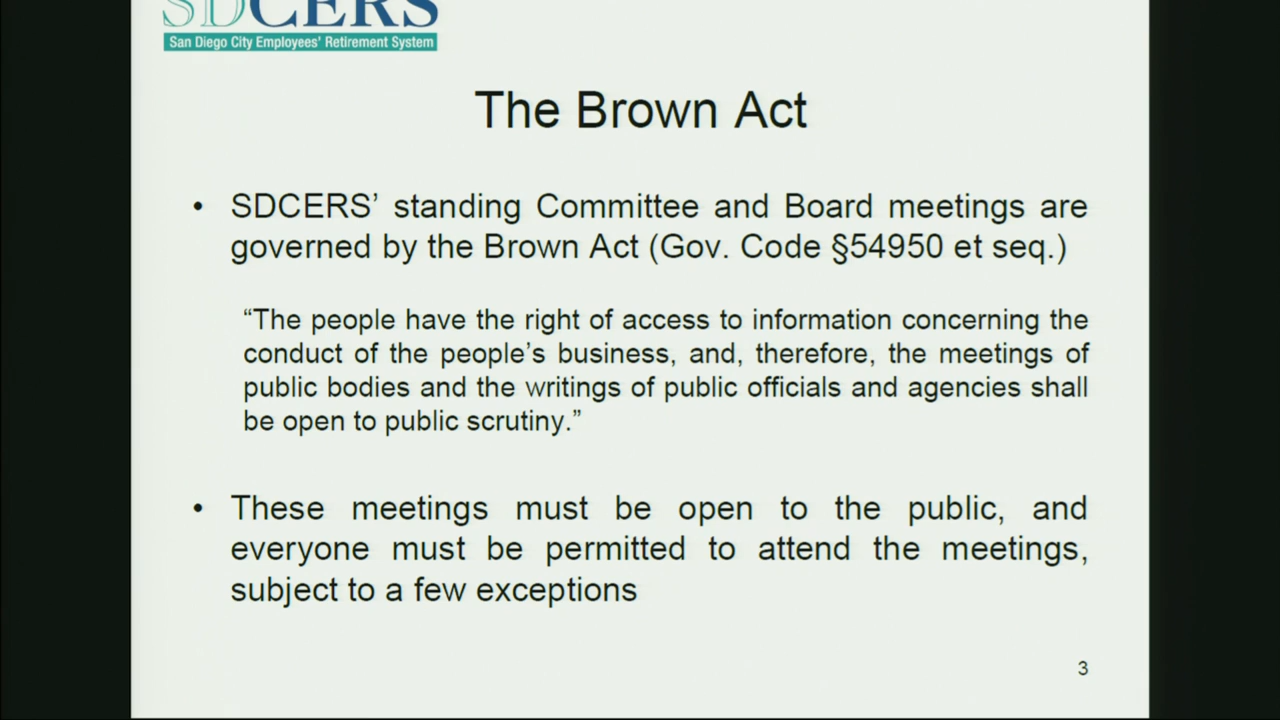 SDCERS
San Diego City Employees' Retirement System
The Brown Act
• SDCERS’ standing Committee and Board meetings are
governed by the Brown Act (Gov. Code §54950 et seq.)
“The people have the right of access to information concerning the
conduct of the people’s business, and, therefore, the meetings of
public bodies and the writings of public officials and agencies shall
be open to public scrutiny.”
• These meetings must be open to the public, and
everyone must be permitted to attend the meetings,
subject to a few exceptions
3